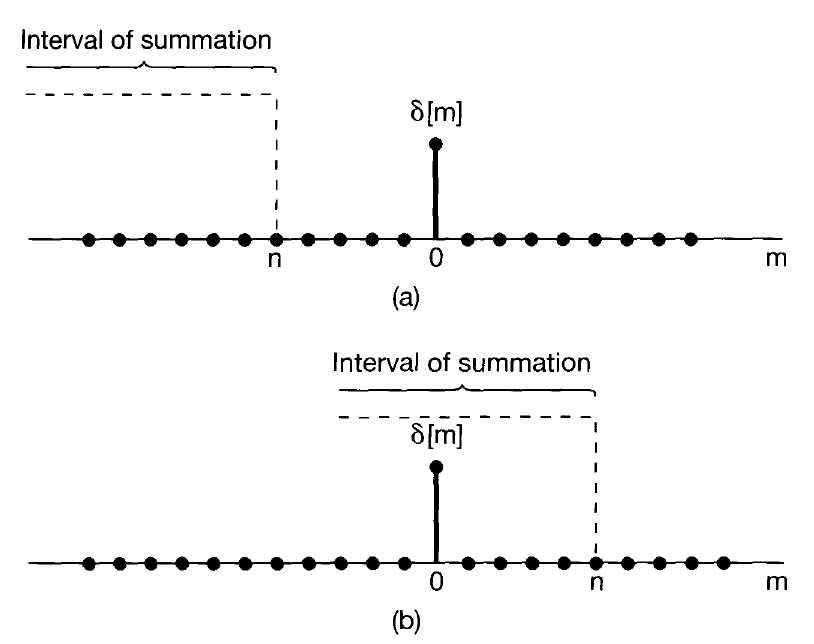 Interval of summation
δ[m]
n 0 m
(a)
Interval of summation
δ[m]
0 n m
(b)